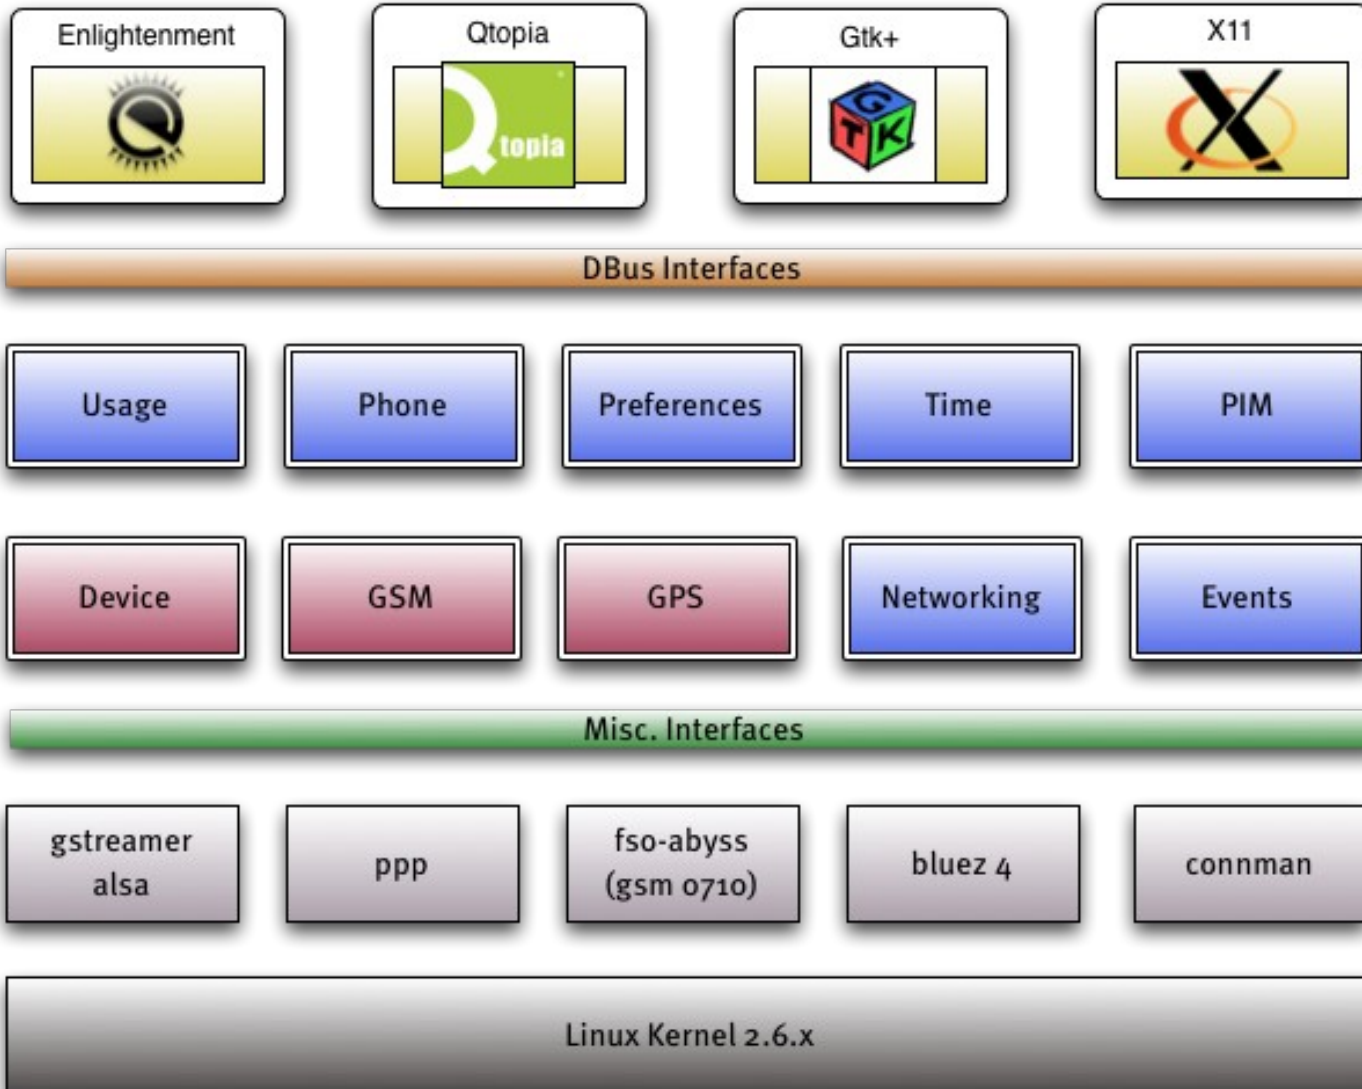 Enlightenment
Qtopia
Gtk+
X11
Qtopia
G
T K
X
DBus Interfaces
Usage
Phone
Preferences
Time
PIM
Device
GSM
GPS
Networking
Events
Misc. Interfaces
gstreamer
alsa
ppp
fso-abyss
(gsm 0710)
bluez 4
connman
Linux Kernel 2.6.x